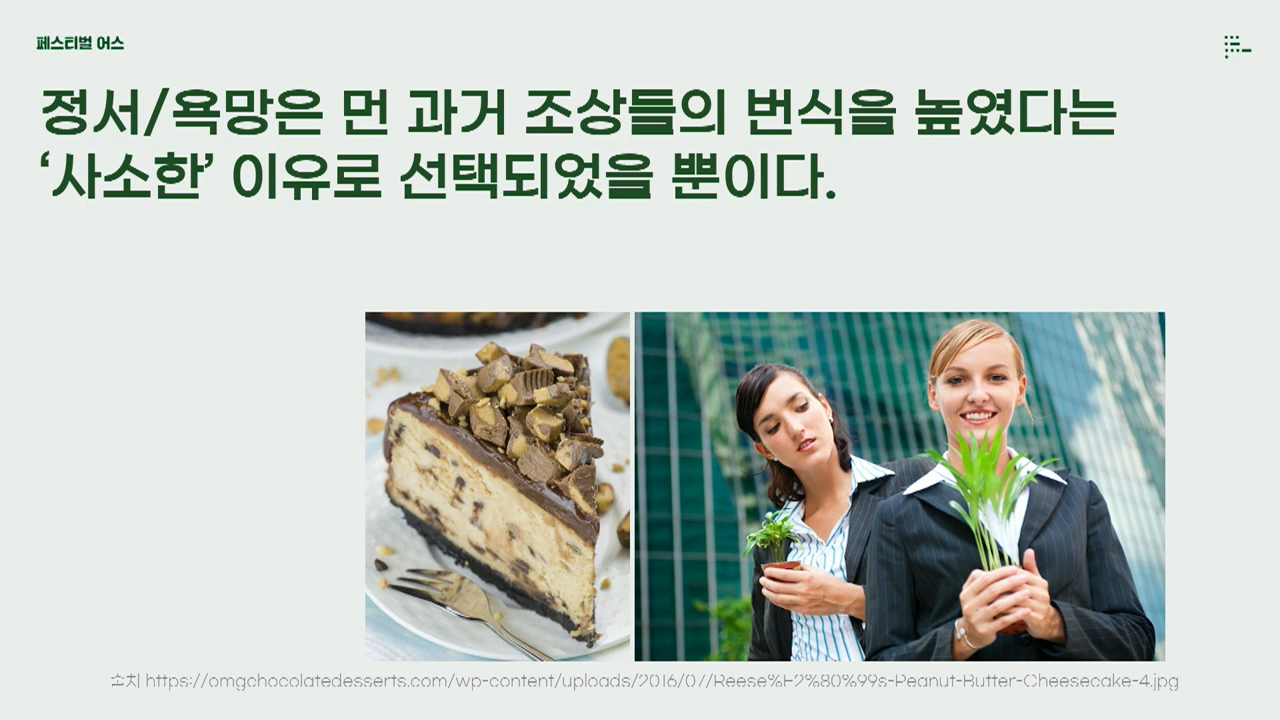 페스티벌 어스
정서/욕망은 먼 과거 조상들의 번식을 높였다는
‘사소한’ 이유로 선택되었을 뿐이다.
출처 https://omgchocolatedesserts.com/wp-content/uploads/2016/07/Reese%E2%80%99s-Peanut-Butter-Cheesecake-4.jpg